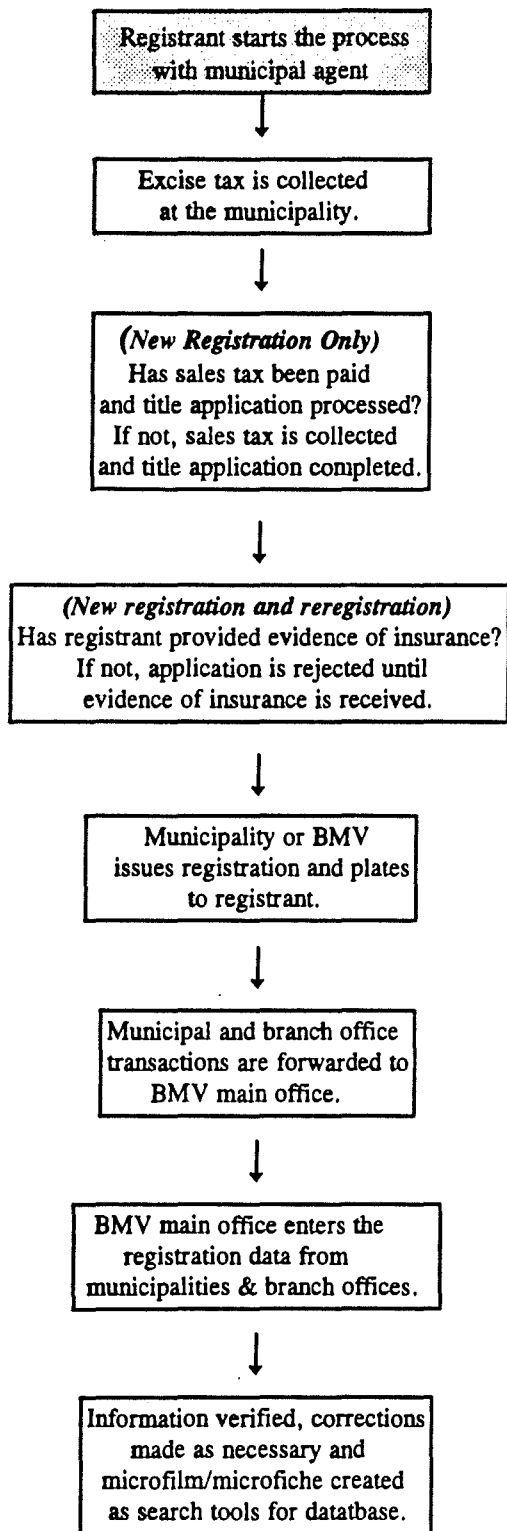 Registrant starts the process
with municipal agent
Excise tax is collected
at the municipality.
(New Registration Only)
Has sales tax been paid
and title application processed?
If not, sales tax is collected
and title application completed.
(New registration and reregistration)
Has registrant provided evidence of insurance?
If not, application is rejected until
evidence of insurance is received.
Municipality or BMV
issues registration and plates
to registrant.
Municipal and branch office
transactions are forwarded to
BMV main office.
BMV main office enters the
registration data from
municipalities & branch offices.
Information verified, corrections
made as necessary and
microfilm/microfiche created
as search tools for datatbase.